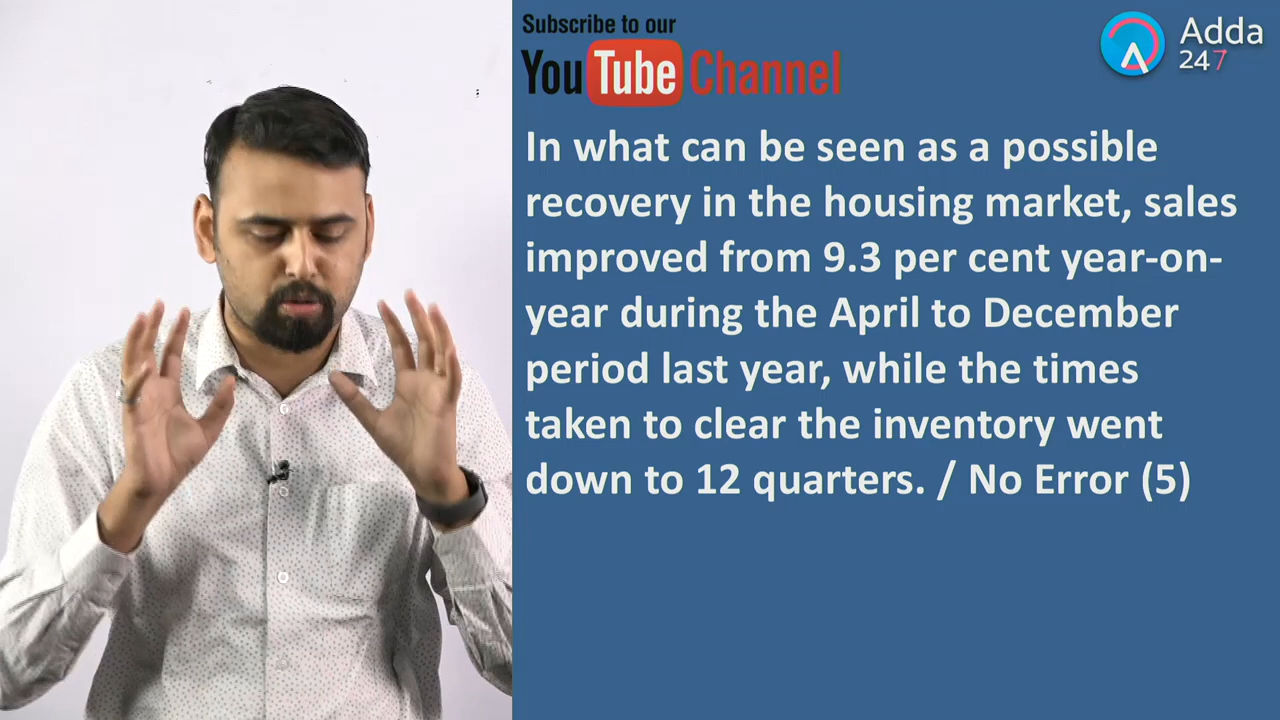 Subscribe to our
YouTube Channel
Adda
247
In what can be seen as a possible
recovery in the housing market, sales
improved from 9.3 per cent year-on-
year during the April to December
period last year, while the times
taken to clear the inventory went
down to 12 quarters. / No Error (5)